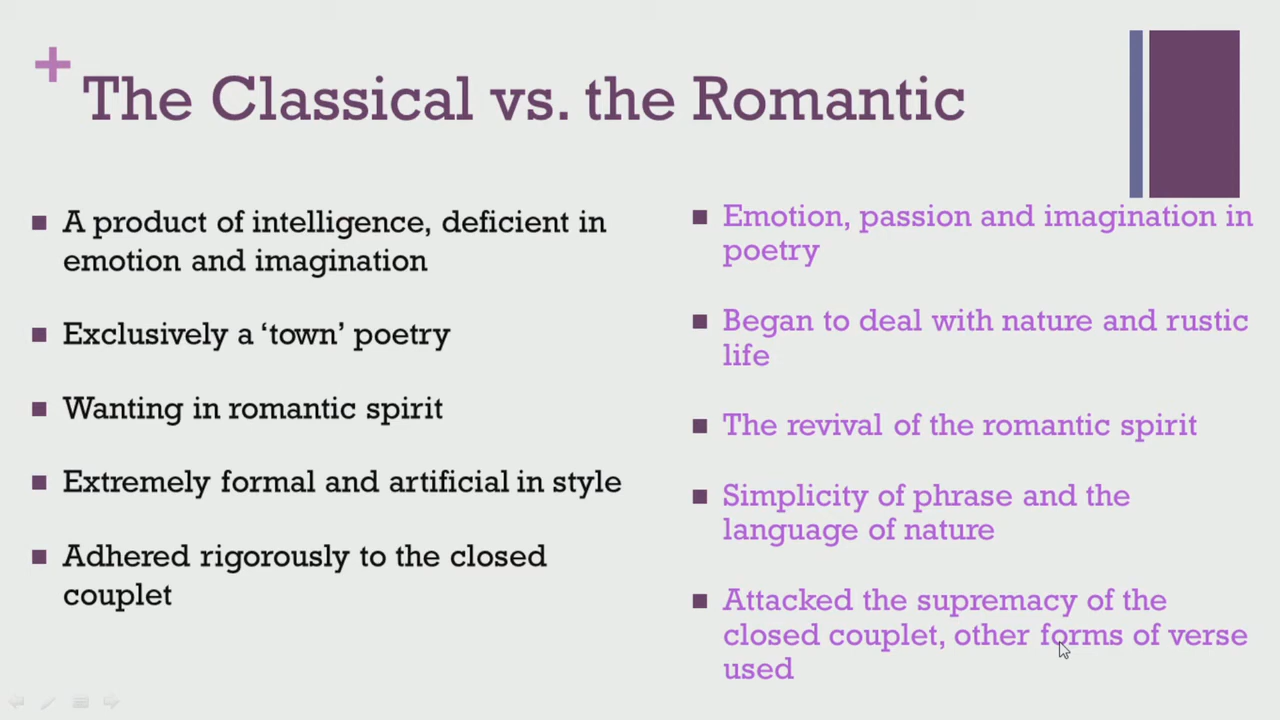 The Classical vs. the Romantic
A product of intelligence, deficient in
emotion and imagination
Exclusively a ‘town’ poetry
Wanting in romantic spirit
Extremely formal and artificial in style
Adhered rigorously to the closed
couplet
Emotion, passion and imagination in
poetry
Began to deal with nature and rustic
life
The revival of the romantic spirit
Simplicity of phrase and the
language of nature
Attacked the supremacy of the
closed couplet, other forms of verse
used